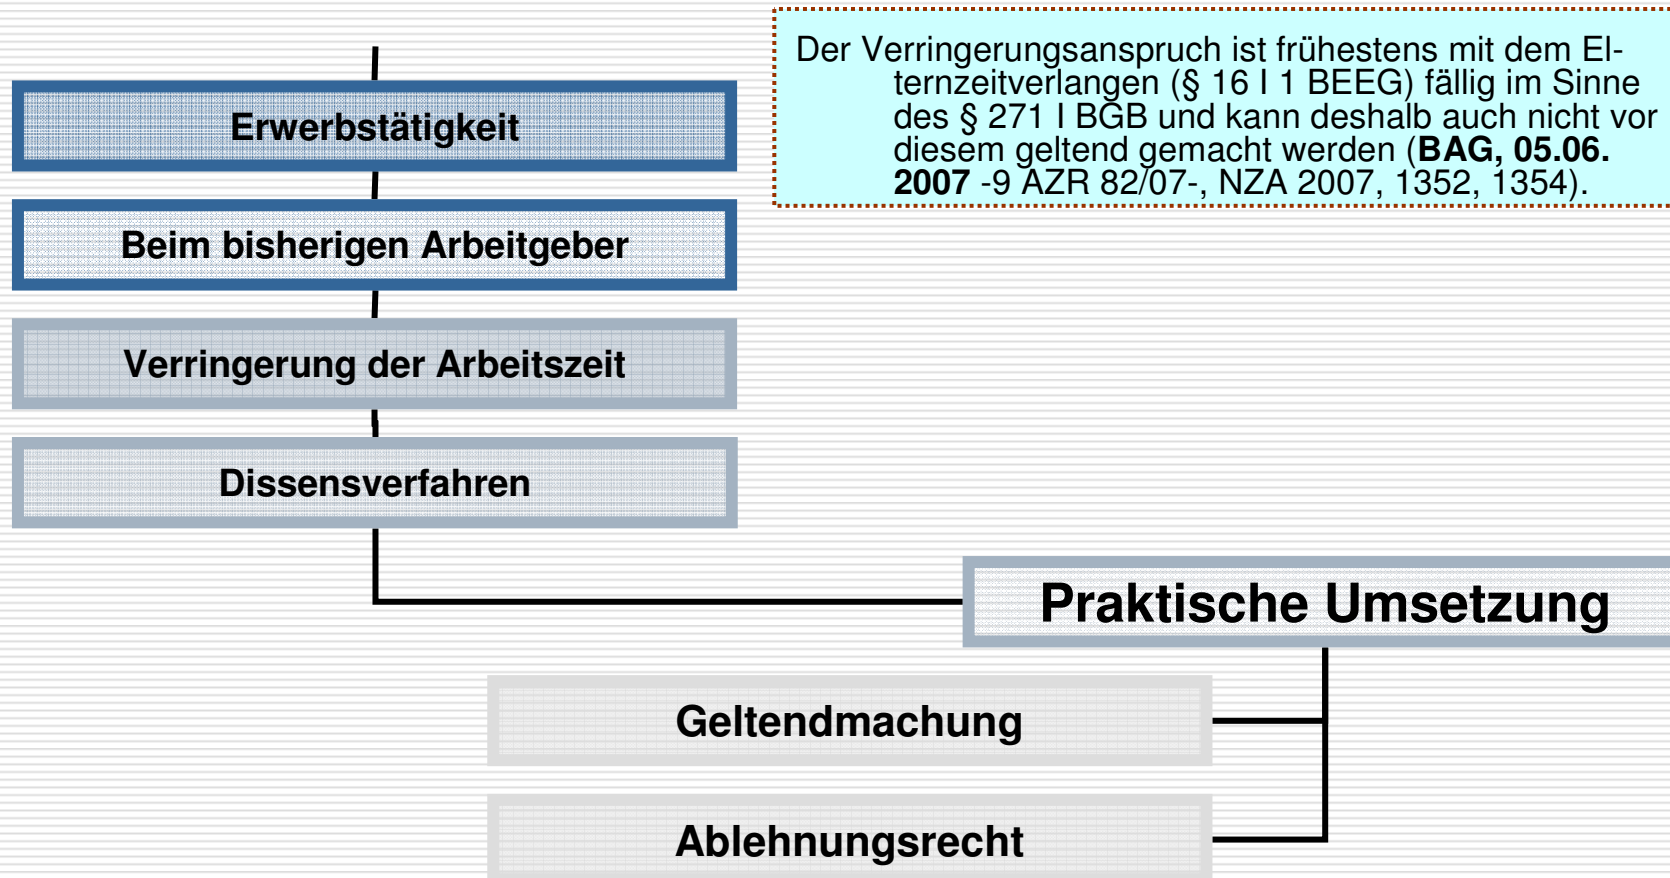 Der Verringerungsanspruch ist frühestens mit dem El-
ternzeitverlangen (§ 16 I 1 BEEG) fällig im Sinne
des § 271 I BGB und kann deshalb auch nicht vor
diesem geltend gemacht werden (BAG, 05.06.
2007 -9 AZR 82/07-, NZA 2007, 1352, 1354).
Erwerbstätigkeit
Beim bisherigen Arbeitgeber
Verringerung der Arbeitszeit
Dissensverfahren
Praktische Umsetzung
Geltendmachung
Ablehnungsrecht